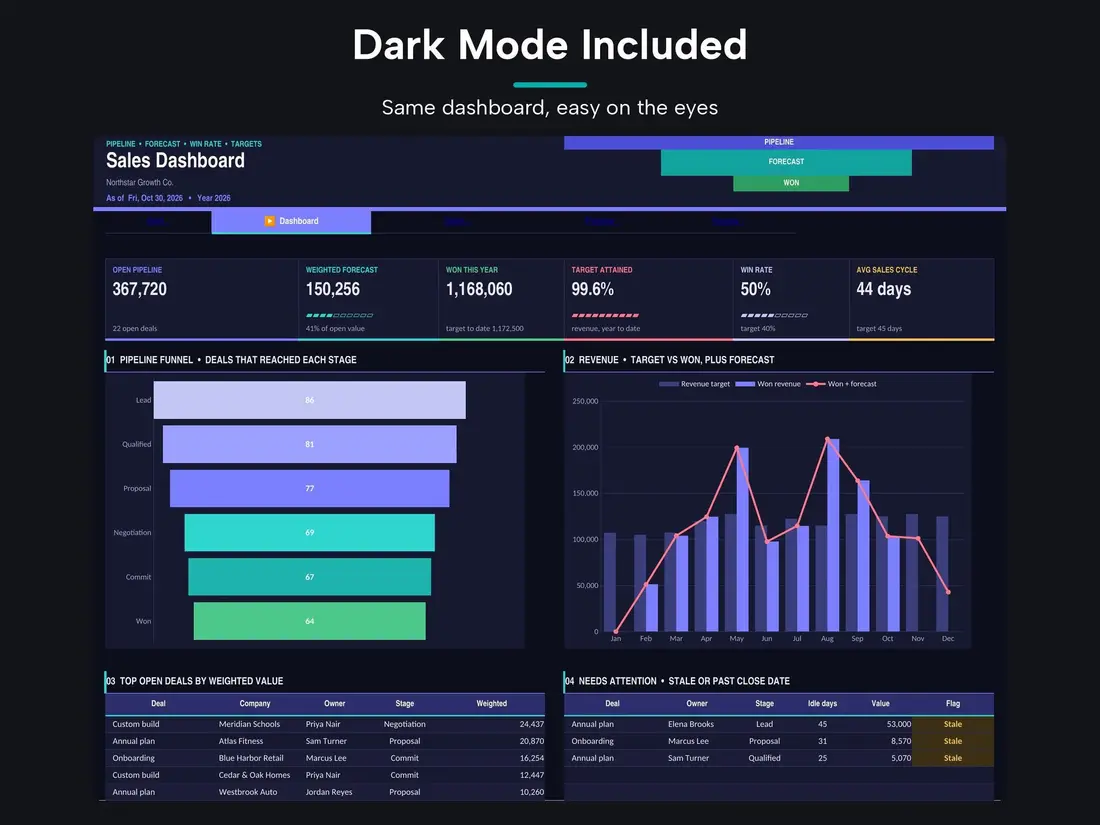 Dark Mode Included
Same dashboard, easy on the eyes
PIPELINE • FORECAST • WIN RATE • TARGETS
Sales Dashboard
Northstar Growth Co.
As of Fri, Oct 30, 2026 • Year 2026
PIPELINE
FORECAST
WON
Dashboard
OPEN PIPELINE
367,720
22 open deals
WEIGHTED FORECAST
150,256
41% of open value
WON THIS YEAR
1,168,060
target to date 1,172,500
TARGET ATTAINED
99.6%
revenue, year to date
WIN RATE
50%
target 40%
AVG SALES CYCLE
44 days
target 45 days
01 PIPELINE FUNNEL • DEALS THAT REACHED EACH STAGE
Lead 86
Qualified 81
Proposal 77
Negotiation 69
Commit 67
Won 64
02 REVENUE • TARGET VS WON, PLUS FORECAST
Revenue target Won revenue Won + forecast
250,000
200,000
150,000
100,000
50,000
0
Jan Feb Mar Apr May Jun Jul Aug Sep Oct Nov Dec
03 TOP OPEN DEALS BY WEIGHTED VALUE
Deal Company Owner Stage Weighted
Custom build Meridian Schools Priya Nair Negotiation 24,437
Annual plan Atlas Fitness Sam Turner Proposal 20,870
Onboarding Blue Harbor Retail Marcus Lee Commit 16,254
Custom build Cedar & Oak Homes Priya Nair Commit 12,447
Annual plan Westbrook Auto Jordan Reyes Proposal 10,260
04 NEEDS ATTENTION • STALE OR PAST CLOSE DATE
Deal Owner Stage Idle days Value Flag
Annual plan Elena Brooks Lead 45 53,000 Stale
Onboarding Marcus Lee Proposal 31 8,570 Stale
Annual plan Sam Turner Qualified 25 5,070 Stale